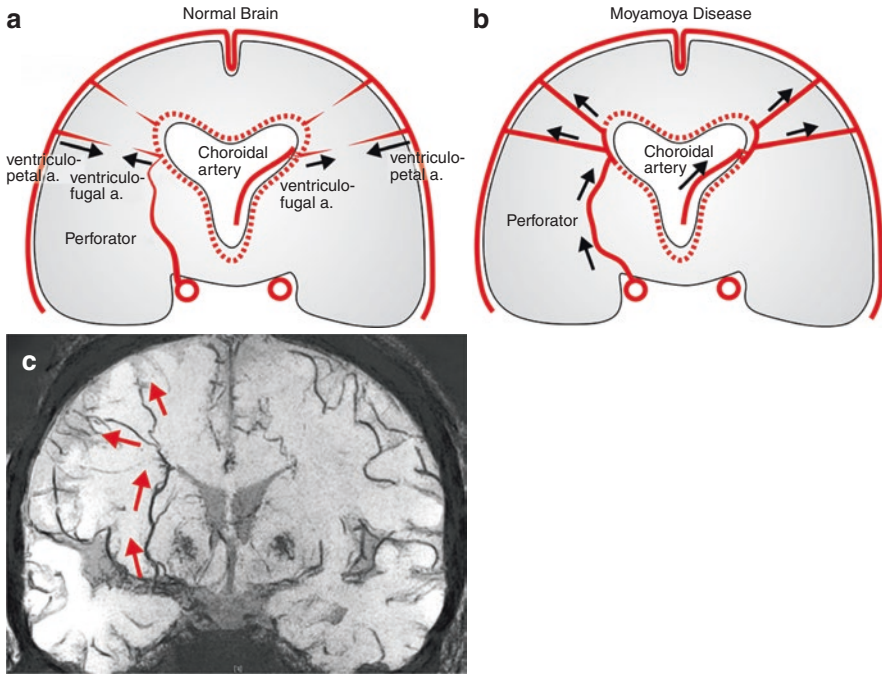 a
Normal Brain
ventriculo-
petal a.
ventriculo-
fugal a.
Choroidal
artery
ventriculo-
fugal a.
ventriculo-
petal a.
Perforator
b
Moyamoya Disease
Choroidal
artery
Perforator
c